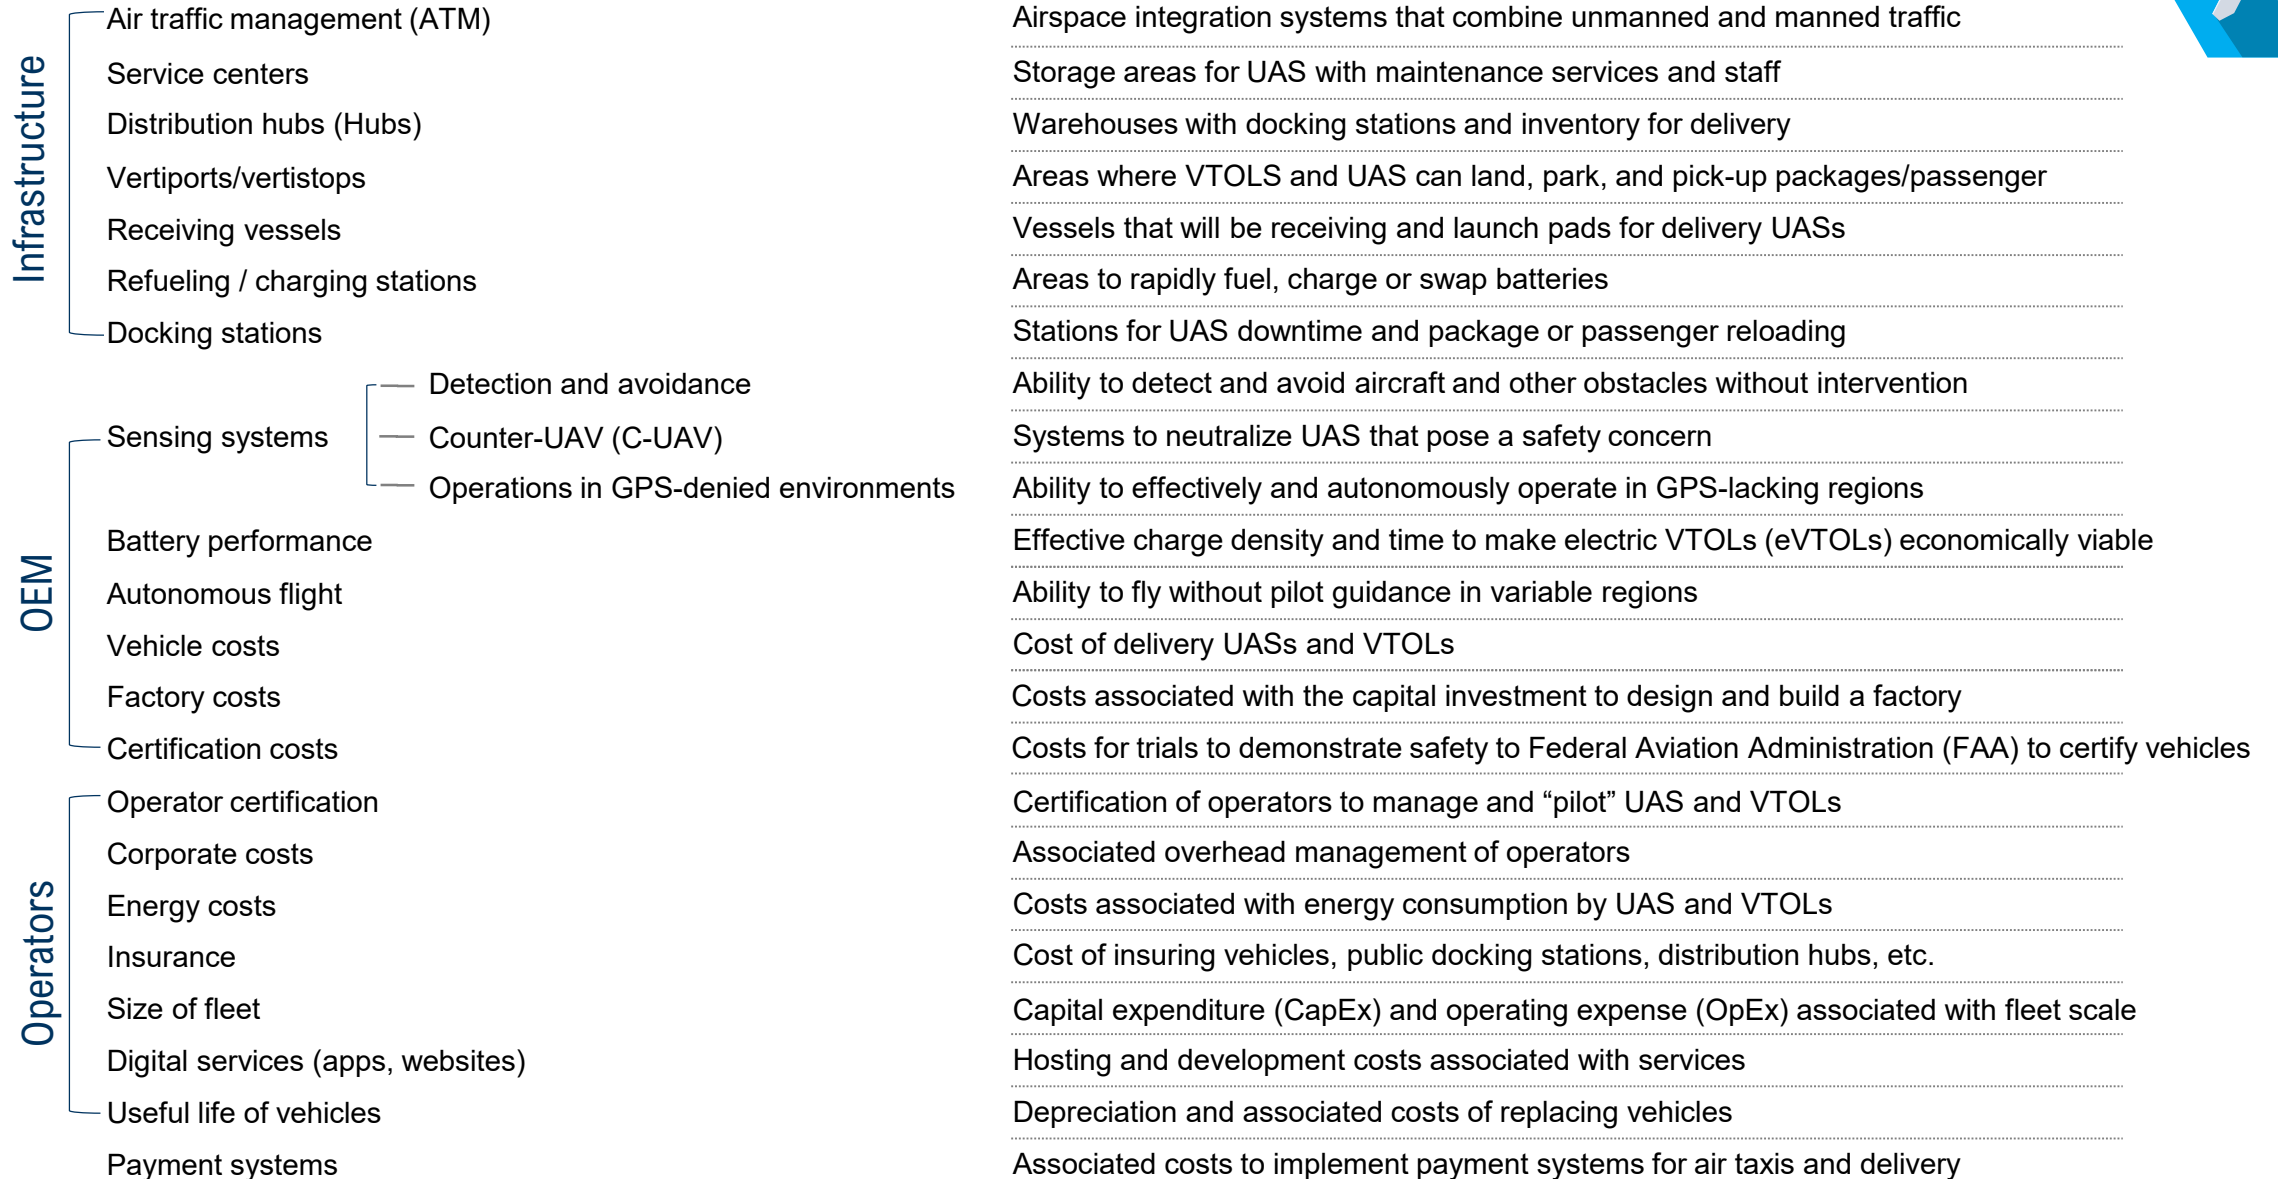 Infrastructure
Air traffic management (ATM) Airspace integration systems that combine unmanned and manned traffic
Service centers Storage areas for UAS with maintenance services and staff
Distribution hubs (Hubs) Warehouses with docking stations and inventory for delivery
Vertiports/vertistops Areas where VTOLS and UAS can land, park, and pick-up packages/passenger
Receiving vessels Vessels that will be receiving and launch pads for delivery UASs
Refueling / charging stations Areas to rapidly fuel, charge or swap batteries
Docking stations Stations for UAS downtime and package or passenger reloading
OEM
Detection and avoidance Ability to detect and avoid aircraft and other obstacles without intervention
Sensing systems Counter-UAV (C-UAV) Systems to neutralize UAS that pose a safety concern
Operations in GPS-denied environments Ability to effectively and autonomously operate in GPS-lacking regions
Battery performance Effective charge density and time to make electric VTOLs (eVTOLs) economically viable
Autonomous flight Ability to fly without pilot guidance in variable regions
Vehicle costs Cost of delivery UASs and VTOLs
Factory costs Costs associated with the capital investment to design and build a factory
Certification costs Costs for trials to demonstrate safety to Federal Aviation Administration (FAA) to certify vehicles
Operators
Operator certification Certification of operators to manage and “pilot” UAS and VTOLs
Corporate costs Associated overhead management of operators
Energy costs Costs associated with energy consumption by UAS and VTOLs
Insurance Cost of insuring vehicles, public docking stations, distribution hubs, etc.
Size of fleet Capital expenditure (CapEx) and operating expense (OpEx) associated with fleet scale
Digital services (apps, websites) Hosting and development costs associated with services
Useful life of vehicles Depreciation and associated costs of replacing vehicles
Payment systems Associated costs to implement payment systems for air taxis and delivery